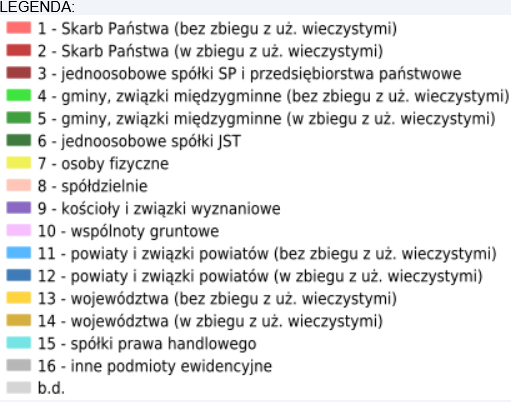 LEGENDA:
1 - Skarb Państwa (bez zbiegu z uż. wieczystymi)
2 - Skarb Państwa (w zbiegu z uż. wieczystymi)
3 - jednoosobowe spółki SP i przedsiębiorstwa państwowe
4 - gminy, związki międzygminne (bez zbiegu z uż. wieczystymi)
5 - gminy, związki międzygminne (w zbiegu z uż. wieczystymi)
6 - jednoosobowe spółki JST
7 - osoby fizyczne
8 - spółdzielnie
9 - kościoły i związki wyznaniowe
10 - wspólnoty gruntowe
11 - powiaty i związki powiatów (bez zbiegu z uż. wieczystymi)
12 - powiaty i związki powiatów (w zbiegu z uż. wieczystymi)
13 - województwa (bez zbiegu z uż. wieczystymi)
14 - województwa (w zbiegu z uż. wieczystymi)
15 - spółki prawa handlowego
16 - inne podmioty ewidencyjne
b.d.